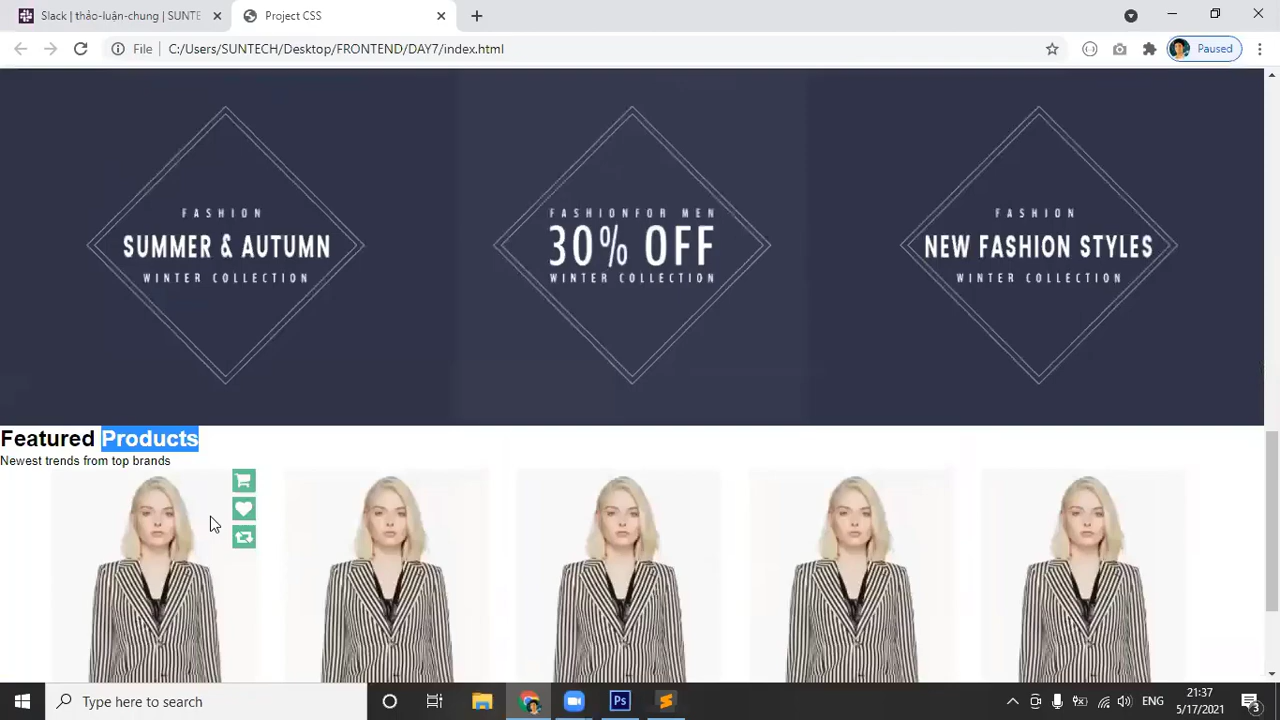 Slack | thảo-luận-chung | SUNTE
Project CSS
File
C:/Users/SUNTECH/Desktop/FRONTEND/DAY7/index.html
Paused
FASHION
SUMMER & AUTUMN
WINTER COLLECTION
FASHIONFOR MEN
30% OFF
WINTER COLLECTION
FASHION
NEW FASHION STYLES
WINTER COLLECTION
Featured Products
Newest trends from top brands
Type here to search
Ps
ENG
21:37
5/17/2021
3